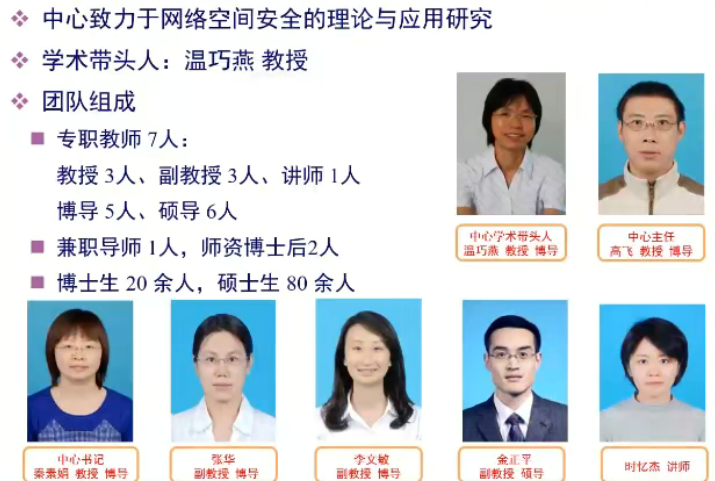 中心致力于网络空间安全的理论与应用研究
学术带头人：温巧燕 教授
团队组成
专职教师 7人：
教授 3人、副教授 3人、讲师 1人
博导 5人、硕导 6人
兼职导师 1人，师资博士后2人
博士生 20 余人，硕士生 80 余人
中心学术带头人
温巧燕 教授 博导
中心主任
高飞 教授 博导
中心书记
秦素娟 教授 博导
张华
副教授 博导
李文敏
副教授 博导
金正平
副教授 硕导
时忆杰 讲师